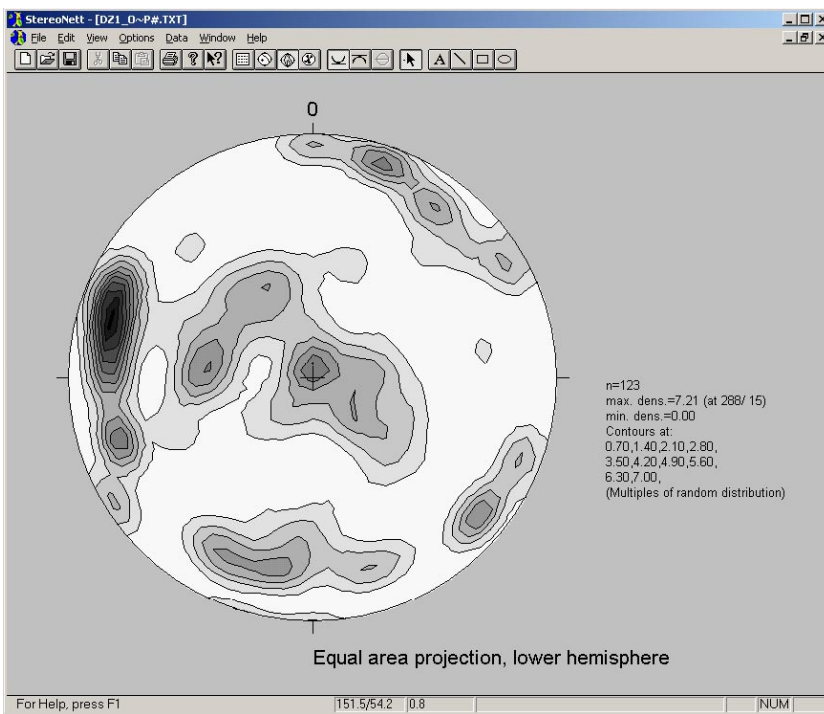 StereoNett - [DZ1_O~P#.TXT]
File Edit View Options Data Window Help
A
0
n=123
max. dens.=7.21 (at 288/ 15)
min. dens.=0.00
Contours at:
0.70,1.40,2.10,2.80,
3.50,4.20,4.90,5.60,
6.30,7.00,
(Multiples of random distribution)
Equal area projection, lower hemisphere
For Help, press F1 151.5/54.2 0.8 NUM